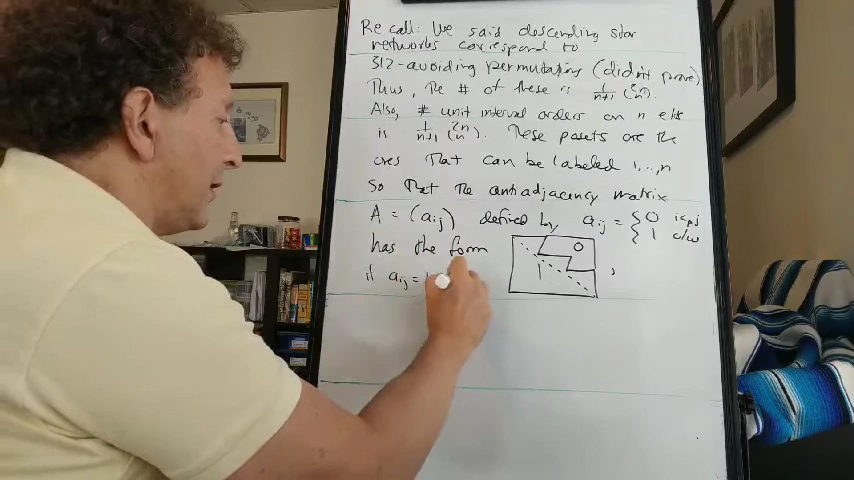 Recall: We said descending star
networks correspond to
312-avoiding permutations (didn't prove)
Thus, the # of these is 1/(n+1) (2n n).
Also, # unit interval orders on n elts
is 1/(n+1) (2n n). These posets are the
ones that can be labeled 1,...,n
so that the antiadjacency matrix
A = (aij) defined by aij = { 0 i<pj
{ 1 o/w
has the form 0 1 ,
if aij =